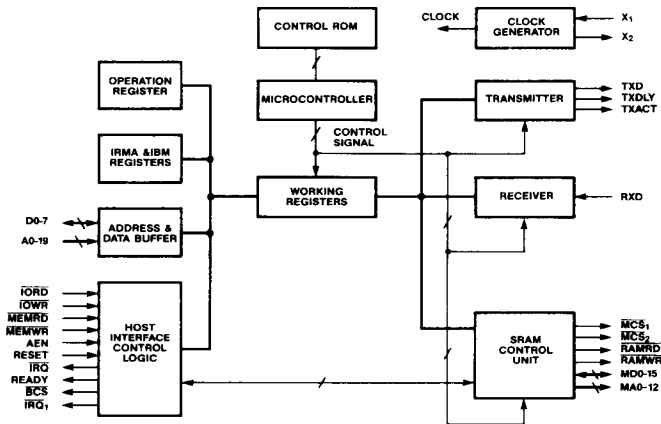 CONTROL ROM
CLOCK
CLOCK
GENERATOR
X₁
X₂
OPERATION
REGISTER
MICROCONTROLLER
TRANSMITTER
TXD
TXDLY
TXACT
CONTROL
SIGNAL
IRMA & IBM
REGISTERS
WORKING
REGISTERS
RECEIVER
RXD
D0-7
A0-19
ADDRESS &
DATA BUFFER
IORD
IOWR
MEMRD
MEMWR
AEN
RESET
IRQ
READY
BCS
IRQ₁
HOST
INTERFACE
CONTROL
LOGIC
SRAM
CONTROL
UNIT
MCS₁
MCS₂
RAMRD
RAMWR
MD0-15
MA0-12